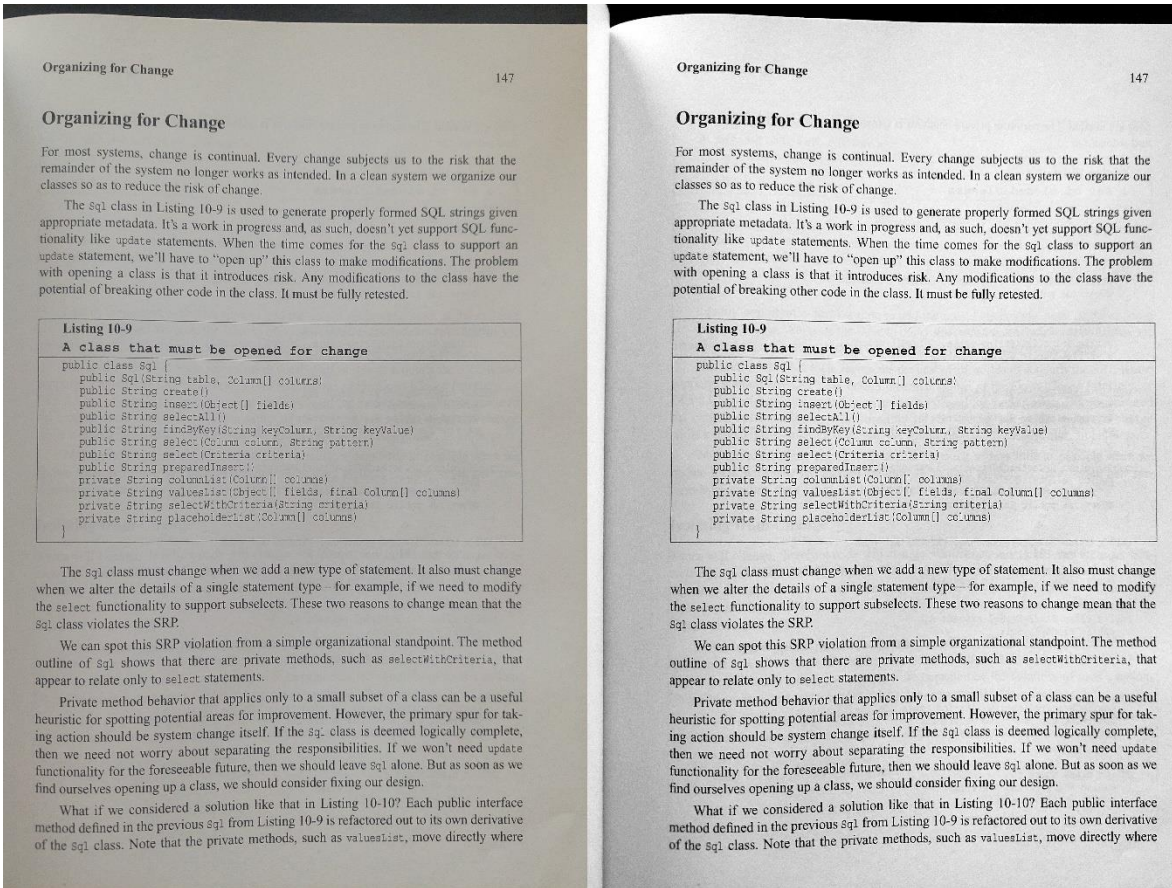 Organizing for Change
147
Organizing for Change
For most systems, change is continual. Every change subjects us to the risk that the
remainder of the system no longer works as intended. In a clean system we organize our
classes so as to reduce the risk of change.
The Sql class in Listing 10-9 is used to generate properly formed SQL strings given
appropriate metadata. It's a work in progress and, as such, doesn't yet support SQL func-
tionality like update statements. When the time comes for the Sql class to support an
update statement, we'll have to "open up" this class to make modifications. The problem
with opening a class is that it introduces risk. Any modifications to the class have the
potential of breaking other code in the class. It must be fully retested.
Listing 10-9
A class that must be opened for change
public class Sql {
public Sql(String table, Column[] columns)
public String create()
public String insert(Object[] fields)
public String selectAll()
public String findByKey(String keyColumn, String keyValue)
public String select(Column column, String pattern)
public String select(Criteria criteria)
public String preparedInsert()
private String columnList(Column[] columns)
private String valuesList(Object[] fields, final Column[] columns)
private String selectWithCriteria(String criteria)
private String placeholderList(Column[] columns)
}
The Sql class must change when we add a new type of statement. It also must change
when we alter the details of a single statement type—for example, if we need to modify
the select functionality to support subselects. These two reasons to change mean that the
Sql class violates the SRP.
We can spot this SRP violation from a simple organizational standpoint. The method
outline of Sql shows that there are private methods, such as selectWithCriteria, that
appear to relate only to select statements.
Private method behavior that applies only to a small subset of a class can be a useful
heuristic for spotting potential areas for improvement. However, the primary spur for tak-
ing action should be system change itself. If the Sql class is deemed logically complete,
then we need not worry about separating the responsibilities. If we won't need update
functionality for the foreseeable future, then we should leave Sql alone. But as soon as we
find ourselves opening up a class, we should consider fixing our design.
What if we considered a solution like that in Listing 10-10? Each public interface
method defined in the previous Sql from Listing 10-9 is refactored out to its own derivative
of the Sql class. Note that the private methods, such as valuesList, move directly where
Organizing for Change
147
Organizing for Change
For most systems, change is continual. Every change subjects us to the risk that the
remainder of the system no longer works as intended. In a clean system we organize our
classes so as to reduce the risk of change.
The Sql class in Listing 10-9 is used to generate properly formed SQL strings given
appropriate metadata. It's a work in progress and, as such, doesn't yet support SQL func-
tionality like update statements. When the time comes for the Sql class to support an
update statement, we'll have to "open up" this class to make modifications. The problem
with opening a class is that it introduces risk. Any modifications to the class have the
potential of breaking other code in the class. It must be fully retested.
Listing 10-9
A class that must be opened for change
public class Sql {
public Sql(String table, Column[] columns)
public String create()
public String insert(Object[] fields)
public String selectAll()
public String findByKey(String keyColumn, String keyValue)
public String select(Column column, String pattern)
public String select(Criteria criteria)
public String preparedInsert()
private String columnList(Column[] columns)
private String valuesList(Object[] fields, final Column[] columns)
private String selectWithCriteria(String criteria)
private String placeholderList(Column[] columns)
}
The Sql class must change when we add a new type of statement. It also must change
when we alter the details of a single statement type—for example, if we need to modify
the select functionality to support subselects. These two reasons to change mean that the
Sql class violates the SRP.
We can spot this SRP violation from a simple organizational standpoint. The method
outline of Sql shows that there are private methods, such as selectWithCriteria, that
appear to relate only to select statements.
Private method behavior that applies only to a small subset of a class can be a useful
heuristic for spotting potential areas for improvement. However, the primary spur for tak-
ing action should be system change itself. If the Sql class is deemed logically complete,
then we need not worry about separating the responsibilities. If we won't need update
functionality for the foreseeable future, then we should leave Sql alone. But as soon as we
find ourselves opening up a class, we should consider fixing our design.
What if we considered a solution like that in Listing 10-10? Each public interface
method defined in the previous Sql from Listing 10-9 is refactored out to its own derivative
of the Sql class. Note that the private methods, such as valuesList, move directly where